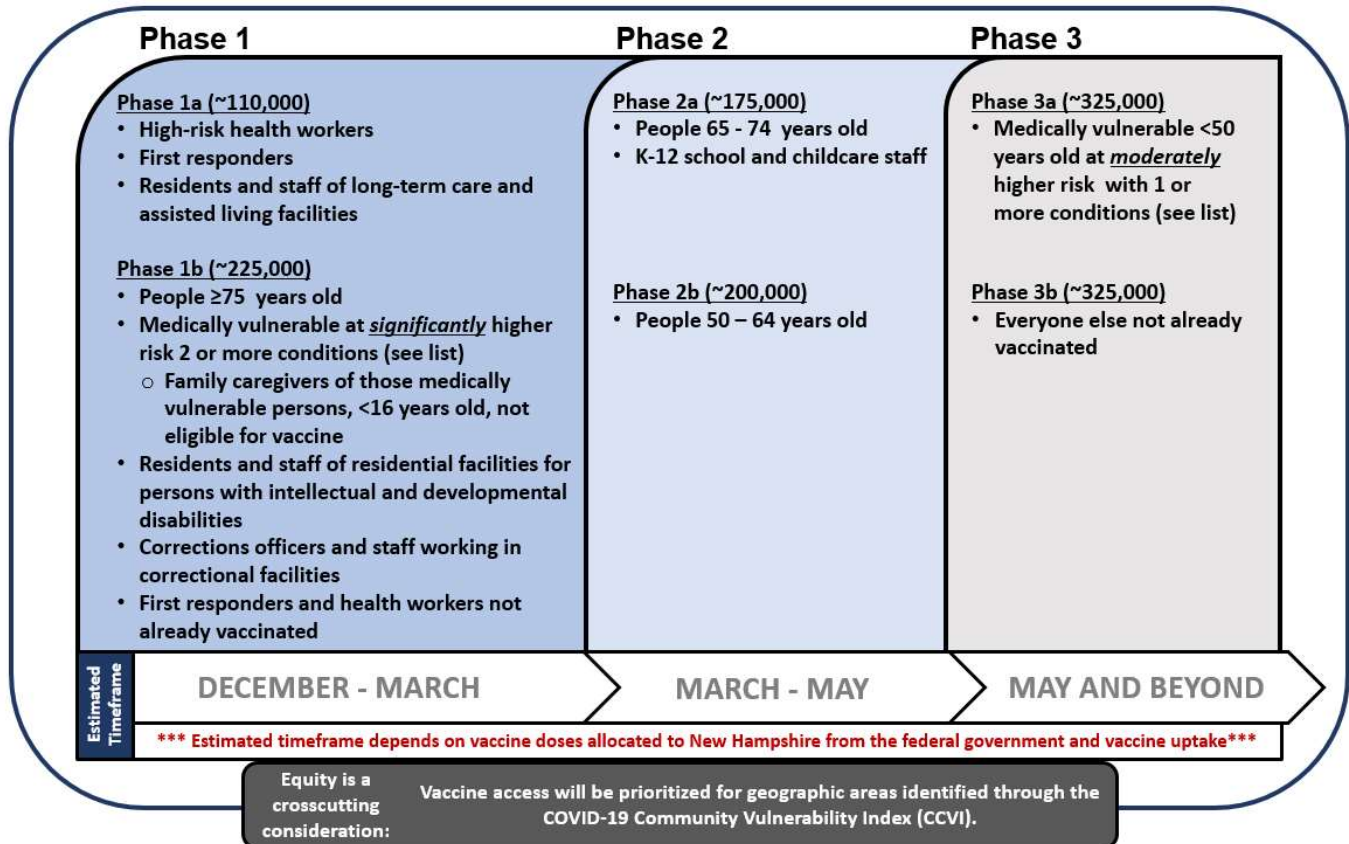 Phase 1
Phase 1a (~110,000)
• High-risk health workers
• First responders
• Residents and staff of long-term care and
assisted living facilities
Phase 1b (~225,000)
• People ≥75 years old
• Medically vulnerable at significantly higher
risk 2 or more conditions (see list)
o Family caregivers of those medically
vulnerable persons, <16 years old, not
eligible for vaccine
• Residents and staff of residential facilities for
persons with intellectual and developmental
disabilities
• Corrections officers and staff working in
correctional facilities
• First responders and health workers not
already vaccinated
Phase 2
Phase 2a (~175,000)
• People 65 - 74 years old
• K-12 school and childcare staff
Phase 2b (~200,000)
• People 50 – 64 years old
Phase 3
Phase 3a (~325,000)
• Medically vulnerable <50
years old at moderately
higher risk with 1 or
more conditions (see list)
Phase 3b (~325,000)
• Everyone else not already
vaccinated
Estimated
Timeframe
DECEMBER - MARCH
MARCH - MAY
MAY AND BEYOND
*** Estimated timeframe depends on vaccine doses allocated to New Hampshire from the federal government and vaccine uptake***
Equity is a
crosscutting
consideration:
Vaccine access will be prioritized for geographic areas identified through the
COVID-19 Community Vulnerability Index (CCVI).